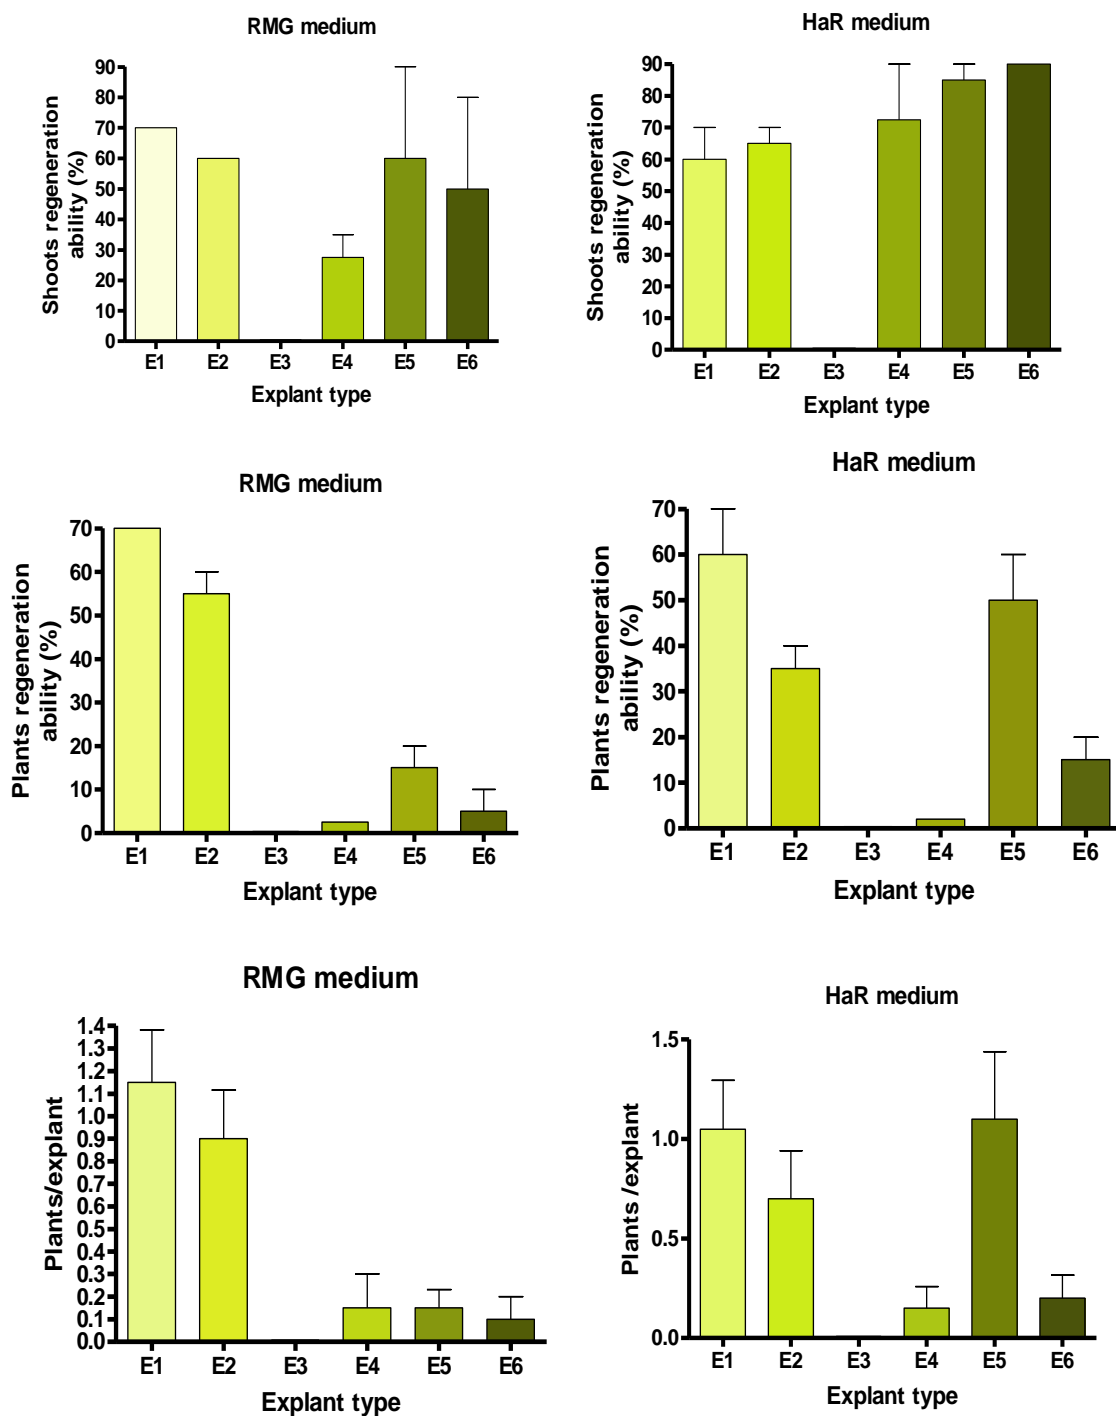 RMG medium
Shoots regeneration
ability (%)
90
80
70
60
50
40
30
20
10
0
E1 E2 E3 E4 E5 E6
Explant type
HaR medium
Shoots regeneration
ability (%)
90
80
70
60
50
40
30
20
10
0
E1 E2 E3 E4 E5 E6
Explant type
RMG medium
Plants regeneration
ability (%)
70
60
50
40
30
20
10
0
E1 E2 E3 E4 E5 E6
Explant type
HaR medium
Plants regeneration
ability (%)
70
60
50
40
30
20
10
0
E1 E2 E3 E4 E5 E6
Explant type
RMG medium
Plants/explant
1.4
1.3
1.2
1.1
1.0
0.9
0.8
0.7
0.6
0.5
0.4
0.3
0.2
0.1
0.0
E1 E2 E3 E4 E5 E6
Explant type
HaR medium
Plants /explant
1.5
1.0
0.5
0.0
E1 E2 E3 E4 E5 E6
Explant type